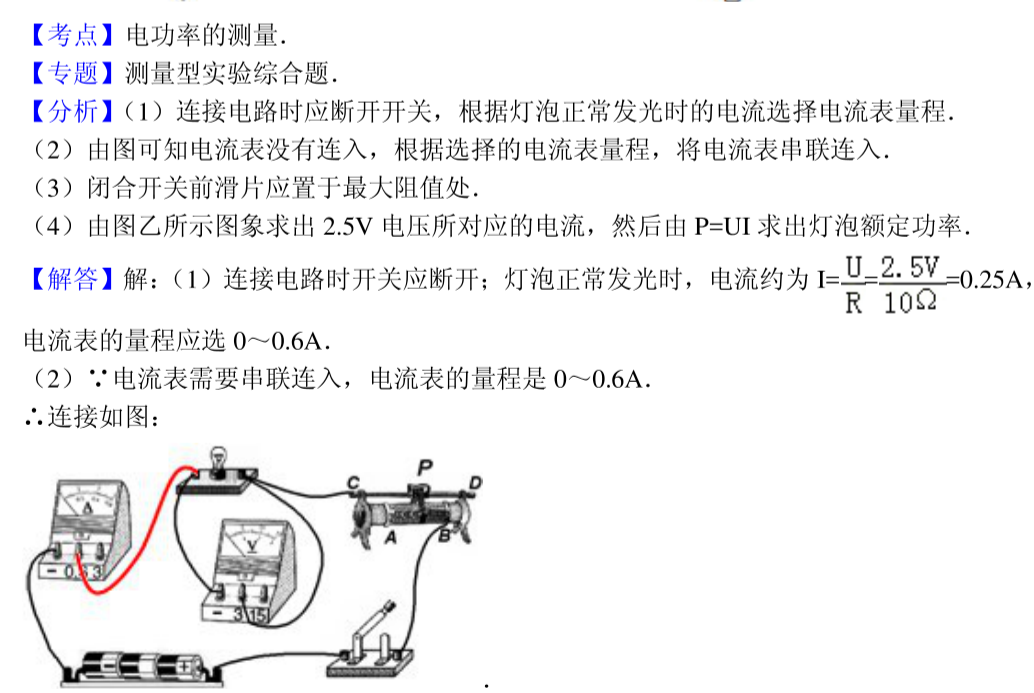 【考点】电功率的测量.
【专题】测量型实验综合题.
【分析】（1）连接电路时应断开开关，根据灯泡正常发光时的电流选择电流表量程.
（2）由图可知电流表没有连入，根据选择的电流表量程，将电流表串联连入.
（3）闭合开关前滑片应置于最大阻值处.
（4）由图乙所示图象求出 2.5V 电压所对应的电流，然后由 P=UI 求出灯泡额定功率.
【解答】解：（1）连接电路时开关应断开；灯泡正常发光时，电流约为 I=U/R=2.5V/10Ω=0.25A，
电流表的量程应选 0～0.6A.
（2）∵电流表需要串联连入，电流表的量程是 0～0.6A.
∴连接如图：
P
C D
A
A B
V
- 0.6 3
- 3 15
- +
.